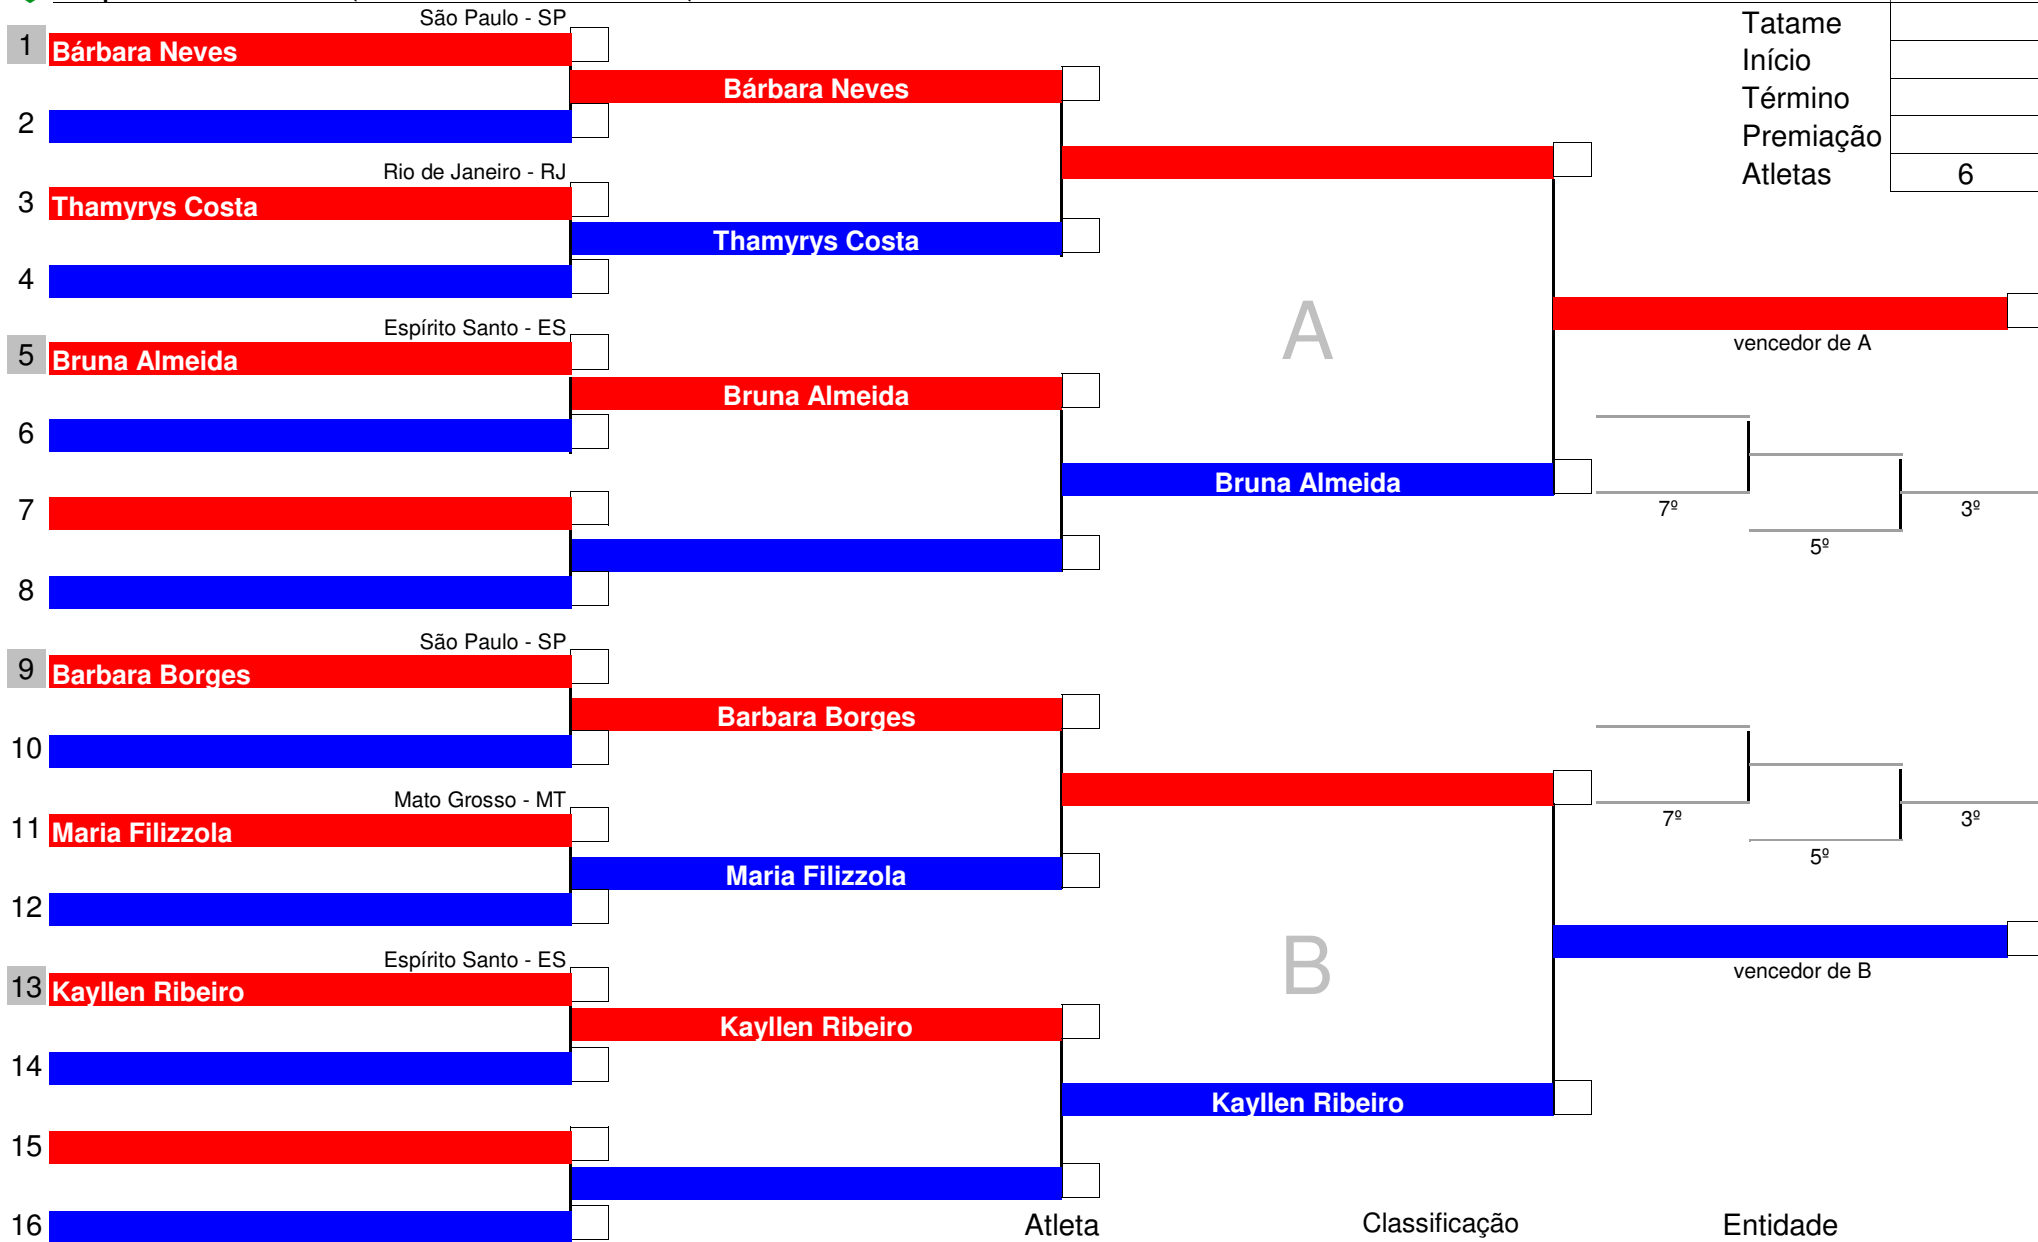 São Paulo - SP
Tatame
1 Bárbara Neves
Início
Bárbara Neves
Término
2
Premiação
Rio de Janeiro - RJ
Atletas 6
3 Thamyrys Costa
Thamyrys Costa
4
A
Espírito Santo - ES
vencedor de A
5 Bruna Almeida
Bruna Almeida
6
Bruna Almeida
7
7º 3º
5º
8
São Paulo - SP
9 Barbara Borges
Barbara Borges
10
Mato Grosso - MT
7º 3º
11 Maria Filizzola
5º
Maria Filizzola
12
Espírito Santo - ES
B
vencedor de B
13 Kayllen Ribeiro
Kayllen Ribeiro
14
Kayllen Ribeiro
15
16
Atleta Classificação Entidade